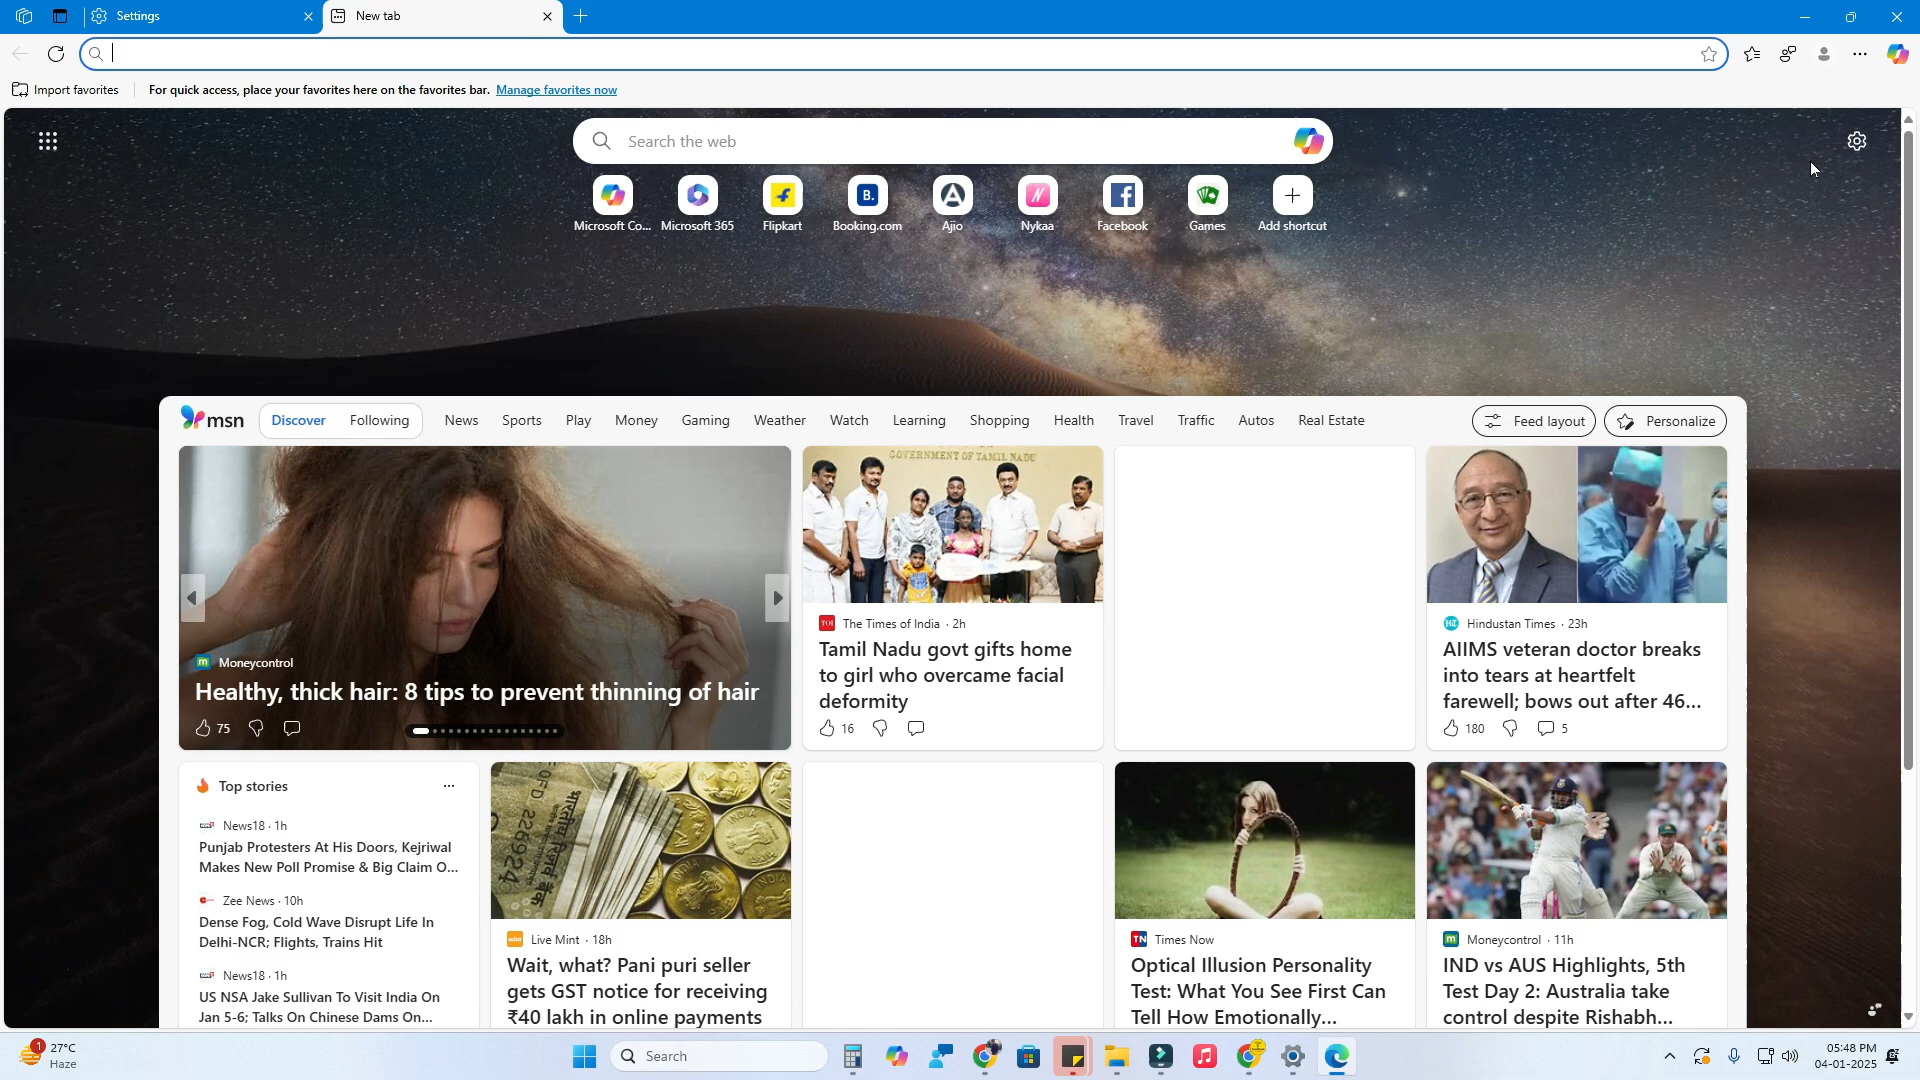 Settings
New tab
Import favorites
For quick access, place your favorites here on the favorites bar. Manage favorites now
Search the web
Microsoft Co...
Microsoft 365
Flipkart
B.
Booking.com
Ajio
Nykaa
Facebook
Games
Add shortcut
msn
Discover
Following
News
Sports
Play
Money
Gaming
Weather
Watch
Learning
Shopping
Health
Travel
Traffic
Autos
Real Estate
Feed layout
Personalize
m Moneycontrol
Healthy, thick hair: 8 tips to prevent thinning of hair
75
GOVERNMENT OF TAMIL NADU
TOI The Times of India · 2h
Tamil Nadu govt gifts home
to girl who overcame facial
deformity
16
HT Hindustan Times · 23h
AIIMS veteran doctor breaks
into tears at heartfelt
farewell; bows out after 46...
180
5
Top stories
News18 · 1h
Punjab Protesters At His Doors, Kejriwal
Makes New Poll Promise & Big Claim O...
Zee News · 10h
Dense Fog, Cold Wave Disrupt Life In
Delhi-NCR; Flights, Trains Hit
News18 · 1h
US NSA Jake Sullivan To Visit India On
Jan 5-6; Talks On Chinese Dams On...
Live Mint · 18h
Wait, what? Pani puri seller
gets GST notice for receiving
₹40 lakh in online payments
TN Times Now
Optical Illusion Personality
Test: What You See First Can
Tell How Emotionally...
m Moneycontrol · 11h
IND vs AUS Highlights, 5th
Test Day 2: Australia take
control despite Rishabh...
1
27°C
Haze
Search
05:48 PM
04-01-2025